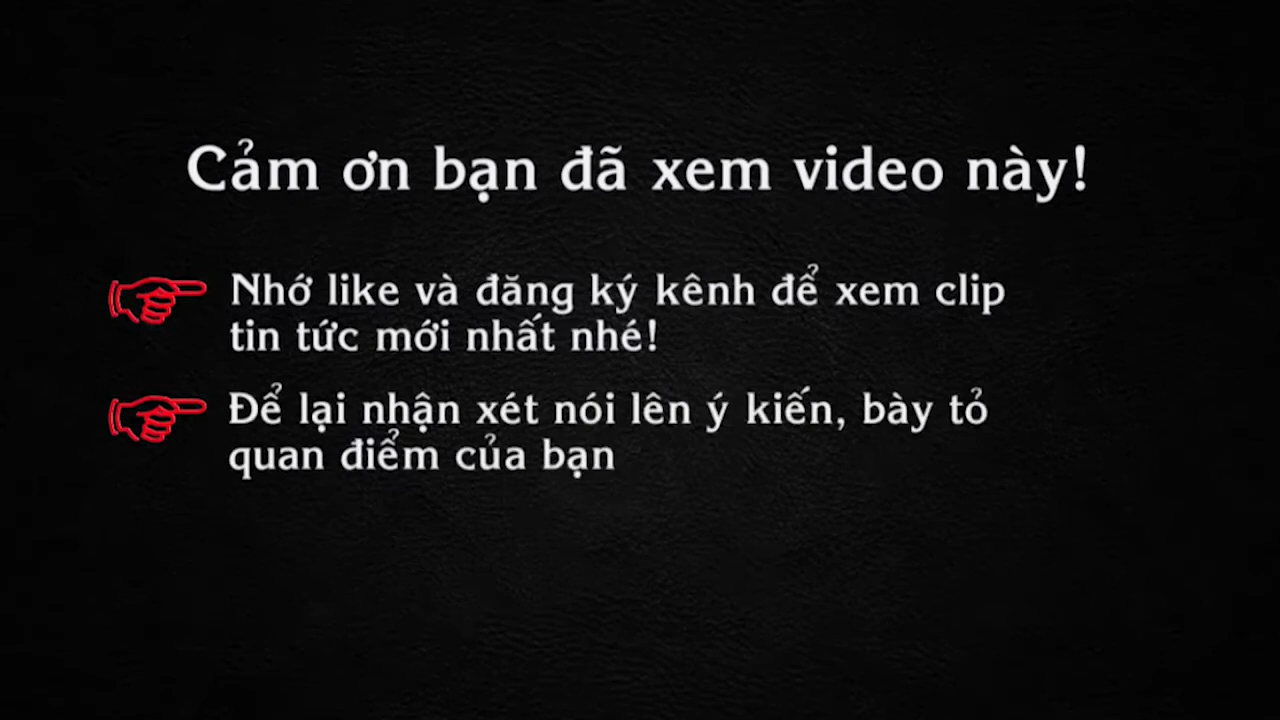 Cảm ơn bạn đã xem video này!
Nhớ like và đăng ký kênh để xem clip
tin tức mới nhất nhé!
Để lại nhận xét nói lên ý kiến, bày tỏ
quan điểm của bạn